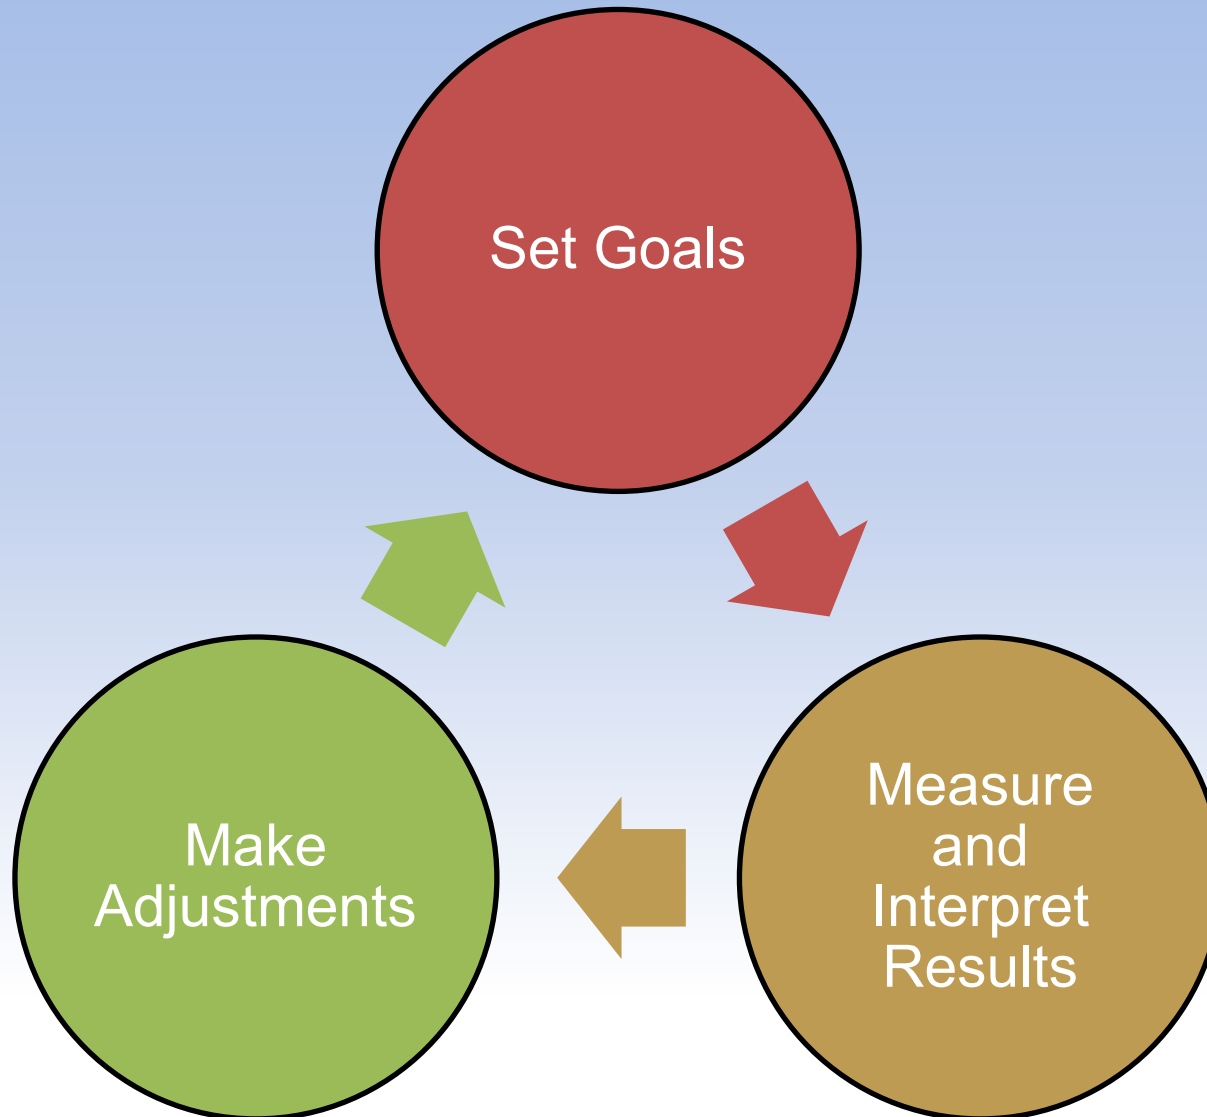 Set Goals
Measure
and
Interpret
Results
Make
Adjustments